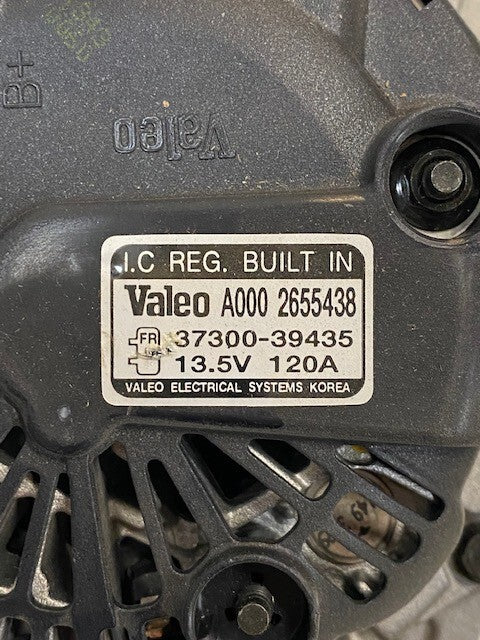 B+
Valeo
I.C REG. BUILT IN
Valeo A000 2655438
FR 37300-39435
13.5V 120A
VALEO ELECTRICAL SYSTEMS KOREA